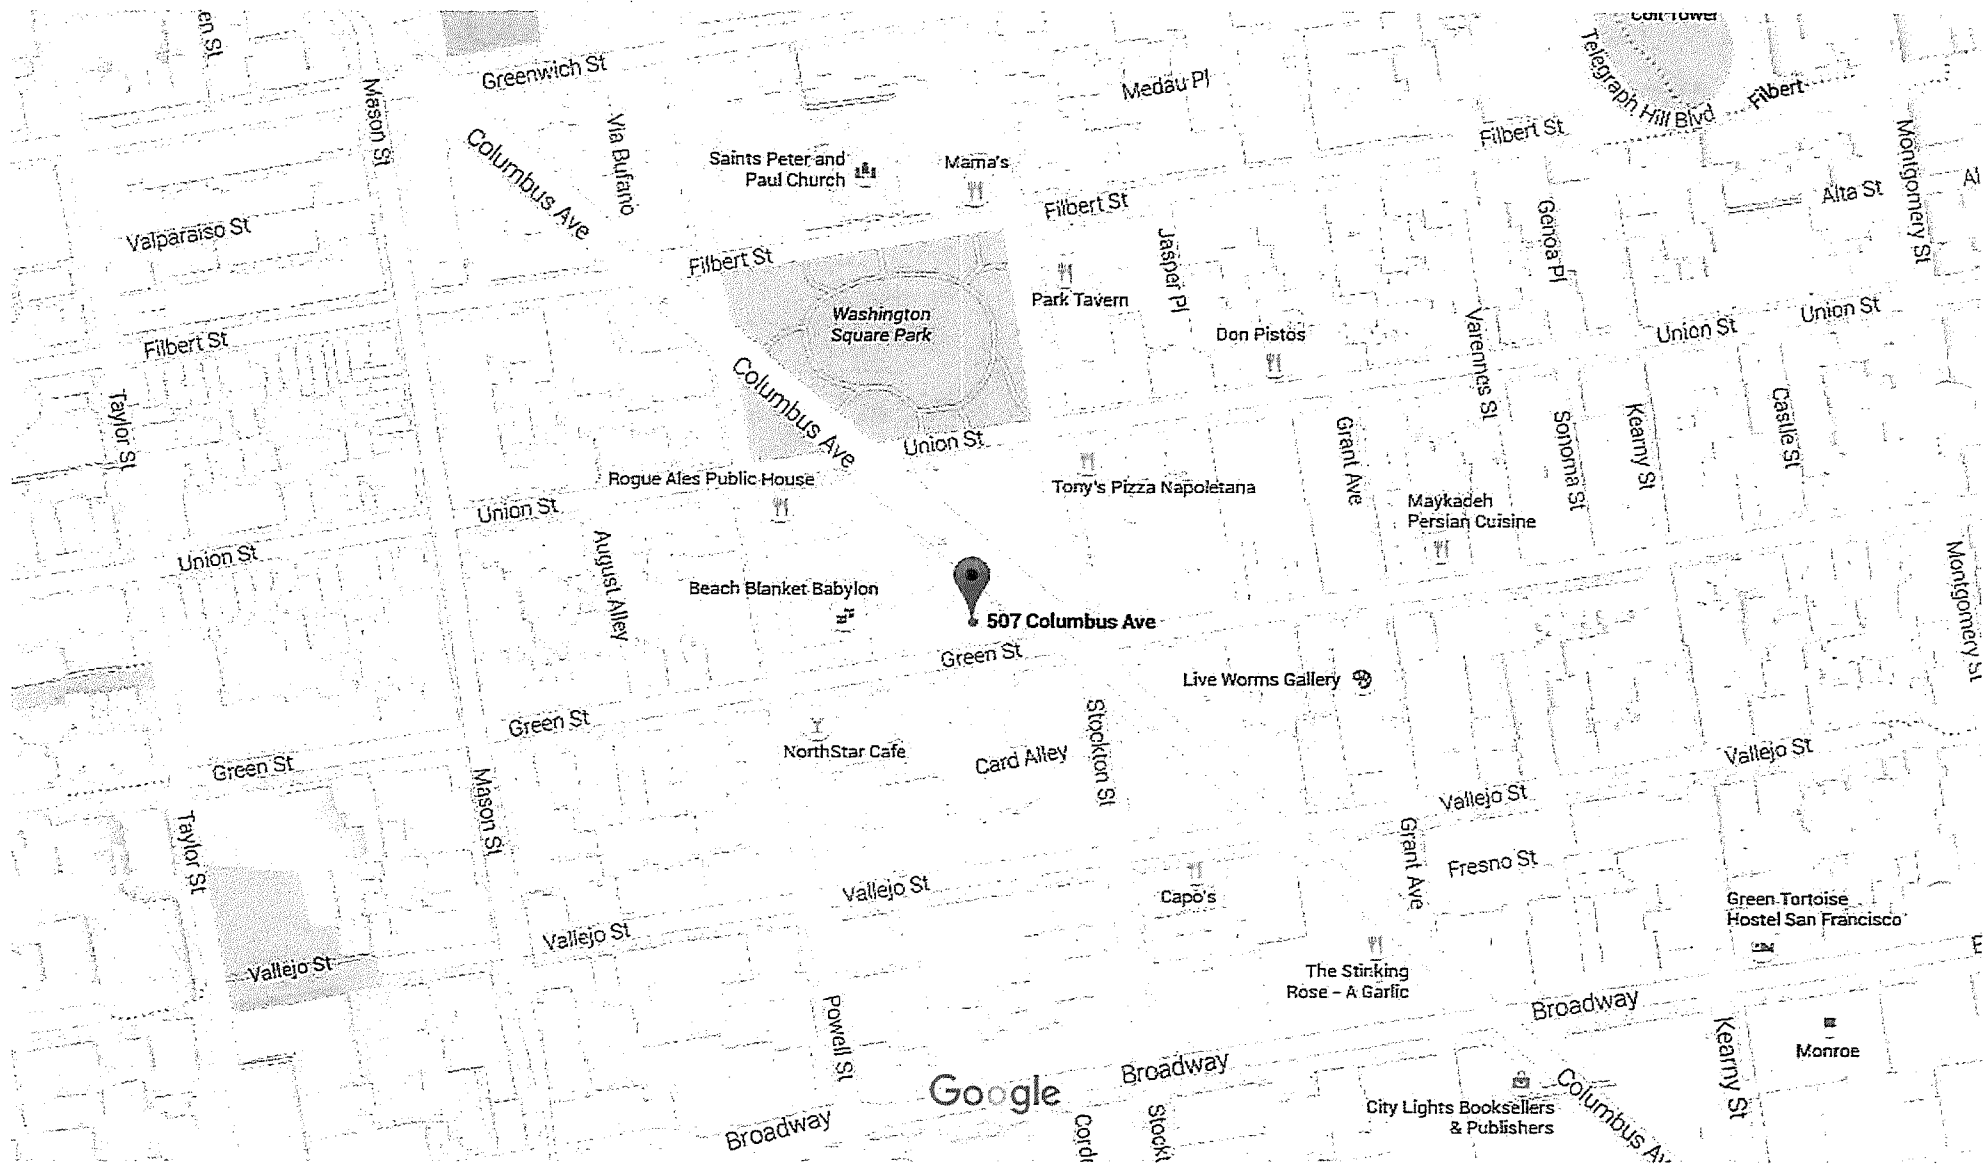 Coit Tower
en St
Greenwich St
Medau Pl
Telegraph Hill Blvd
Filbert
Mason St
Columbus Ave
Via Bufano
Saints Peter and
Paul Church
Mama's
Filbert St
Filbert St
Montgomery St
Alta St
Al
Valparaiso St
Filbert St
Jasper Pl
Genoa Pl
Washington
Square Park
Park Tavern
Don Pistos
Varennes St
Union St
Union St
Filbert St
Columbus Ave
Taylor St
Union St
Grant Ave
Sonoma St
Kearny St
Castle St
Rogue Ales Public House
Tony's Pizza Napoletana
Maykadeh
Persian Cuisine
Union St
Union St
August Alley
Beach Blanket Babylon
507 Columbus Ave
Montgomery St
Green St
Live Worms Gallery
Green St
NorthStar Cafe
Card Alley
Stockton St
Green St
Vallejo St
Mason St
Vallejo St
Taylor St
Grant Ave
Fresno St
Vallejo St
Capo's
Green Tortoise
Hostel San Francisco
Vallejo St
Vallejo St
The Stinking
Rose – A Garlic
Broadway
Powell St
Kearny St
Monroe
Google
Broadway
City Lights Booksellers
& Publishers
Columbus Av
Broadway
Cord
Stockt